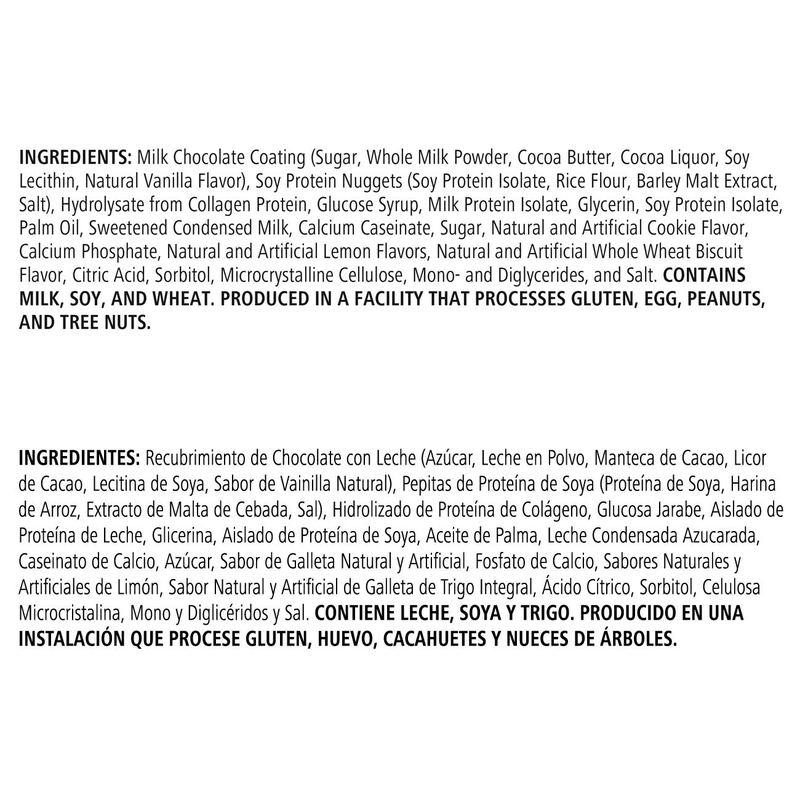 INGREDIENTS: Milk Chocolate Coating (Sugar, Whole Milk Powder, Cocoa Butter, Cocoa Liquor, Soy
Lecithin, Natural Vanilla Flavor), Soy Protein Nuggets (Soy Protein Isolate, Rice Flour, Barley Malt Extract,
Salt), Hydrolysate from Collagen Protein, Glucose Syrup, Milk Protein Isolate, Glycerin, Soy Protein Isolate,
Palm Oil, Sweetened Condensed Milk, Calcium Caseinate, Sugar, Natural and Artificial Cookie Flavor,
Calcium Phosphate, Natural and Artificial Lemon Flavors, Natural and Artificial Whole Wheat Biscuit
Flavor, Citric Acid, Sorbitol, Microcrystalline Cellulose, Mono- and Diglycerides, and Salt. CONTAINS
MILK, SOY, AND WHEAT. PRODUCED IN A FACILITY THAT PROCESSES GLUTEN, EGG, PEANUTS,
AND TREE NUTS.
INGREDIENTES: Recubrimiento de Chocolate con Leche (Azúcar, Leche en Polvo, Manteca de Cacao, Licor
de Cacao, Lecitina de Soya, Sabor de Vainilla Natural), Pepitas de Proteína de Soya (Proteína de Soya, Harina
de Arroz, Extracto de Malta de Cebada, Sal), Hidrolizado de Proteína de Colágeno, Glucosa Jarabe, Aislado de
Proteína de Leche, Glicerina, Aislado de Proteína de Soya, Aceite de Palma, Leche Condensada Azucarada,
Caseinato de Calcio, Azúcar, Sabor de Galleta Natural y Artificial, Fosfato de Calcio, Sabores Naturales y
Artificiales de Limón, Sabor Natural y Artificial de Galleta de Trigo Integral, Ácido Cítrico, Sorbitol, Celulosa
Microcristalina, Mono y Diglicéridos y Sal. CONTIENE LECHE, SOYA Y TRIGO. PRODUCIDO EN UNA
INSTALACIÓN QUE PROCESE GLUTEN, HUEVO, CACAHUETES Y NUECES DE ÁRBOLES.